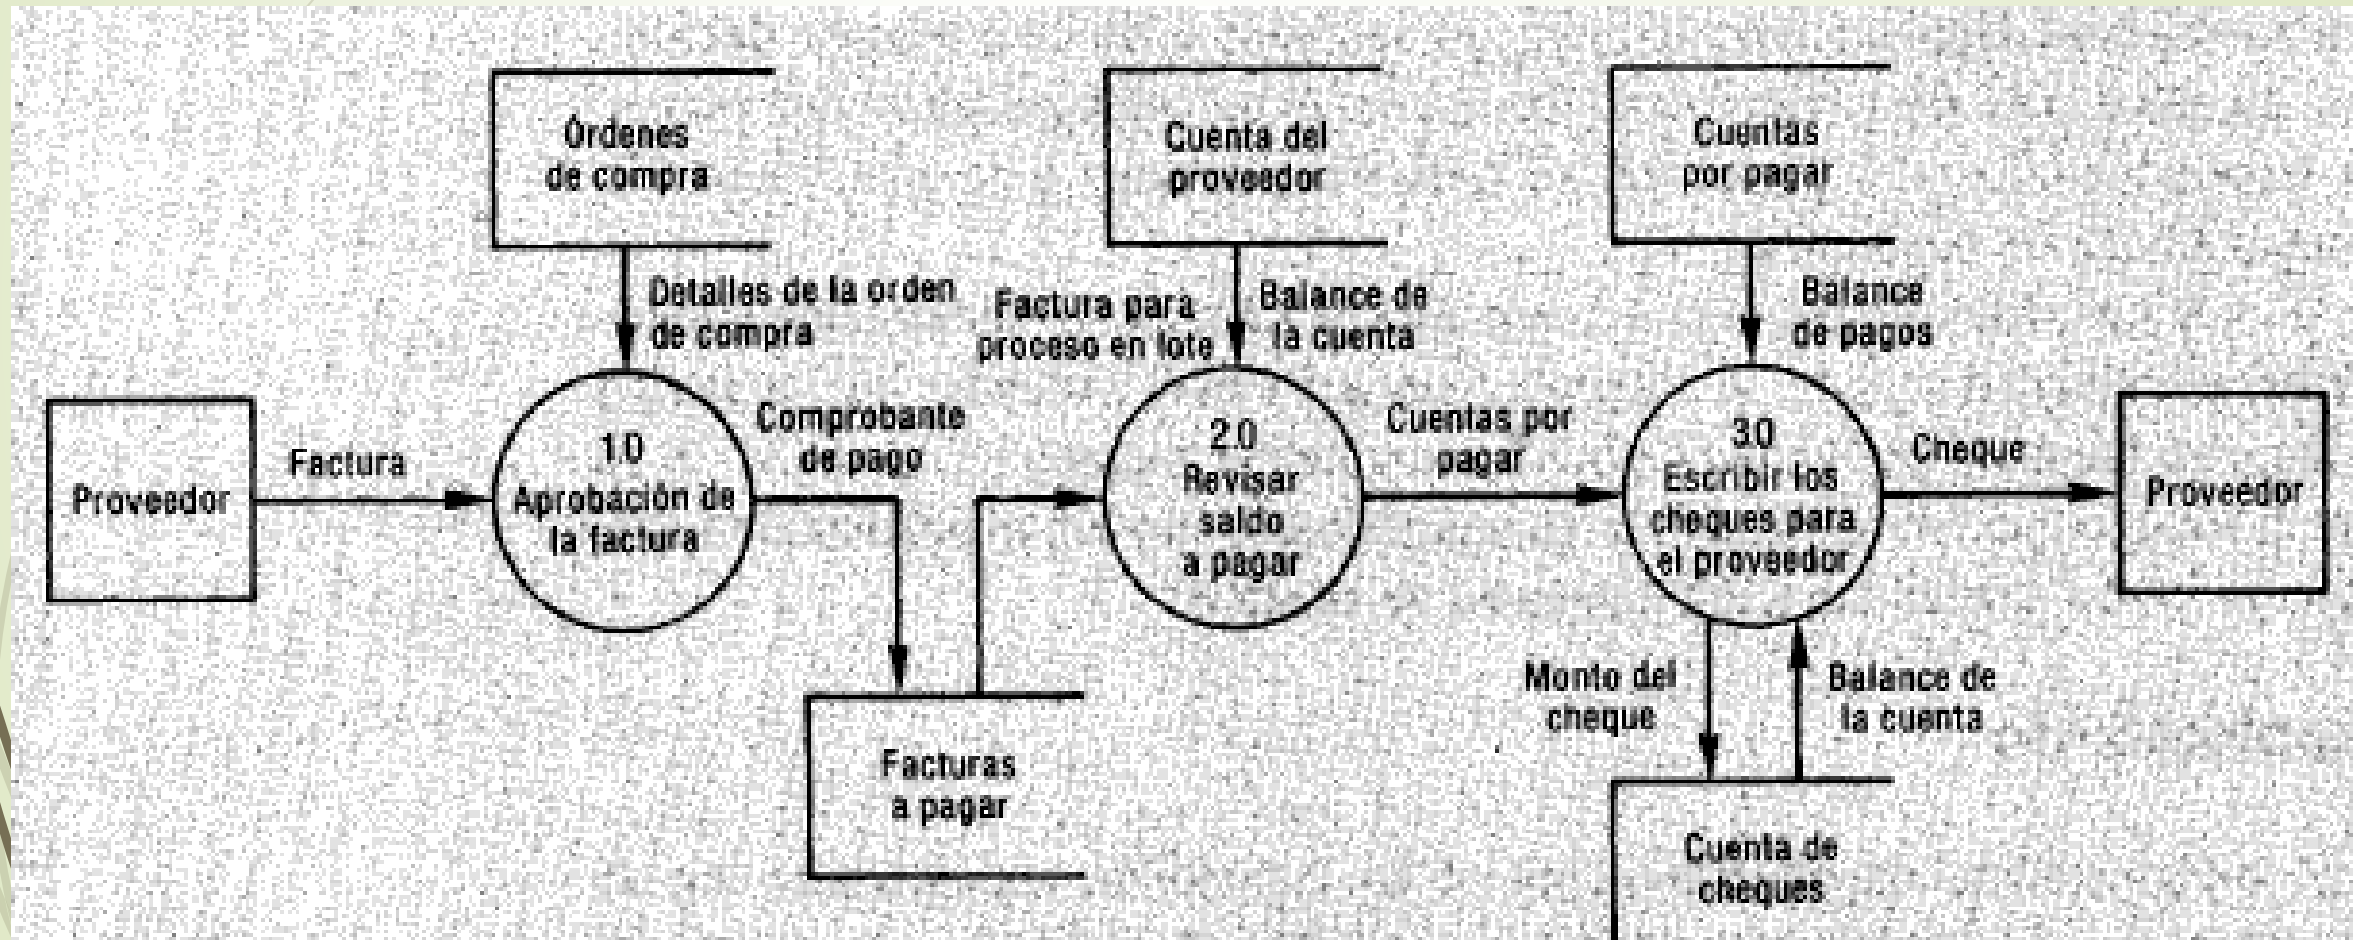 Órdenes
de compra
Cuenta del
proveedor
Cuentas
por pagar
Detalles de la orden
de compra
Factura para
proceso en lote
Balance de
la cuenta
Balance
de pagos
Proveedor
Factura
1.0
Aprobación de
la factura
Comprobante
de pago
2.0
Revisar
saldo
a pagar
Cuentas por
pagar
3.0
Escribir los
cheques para
el proveedor
Cheque
Proveedor
Monto del
cheque
Balance de
la cuenta
Facturas
a pagar
Cuenta de
cheques